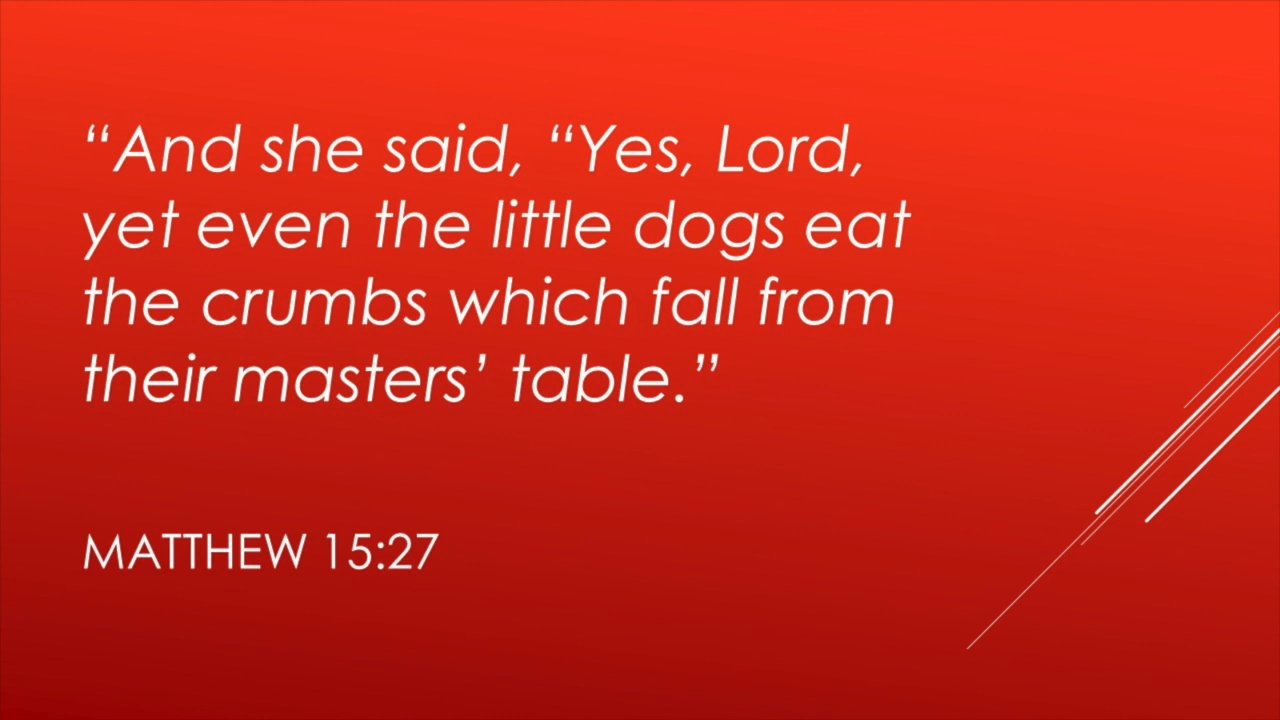 “And she said, “Yes, Lord,
yet even the little dogs eat
the crumbs which fall from
their masters’ table.”
MATTHEW 15:27